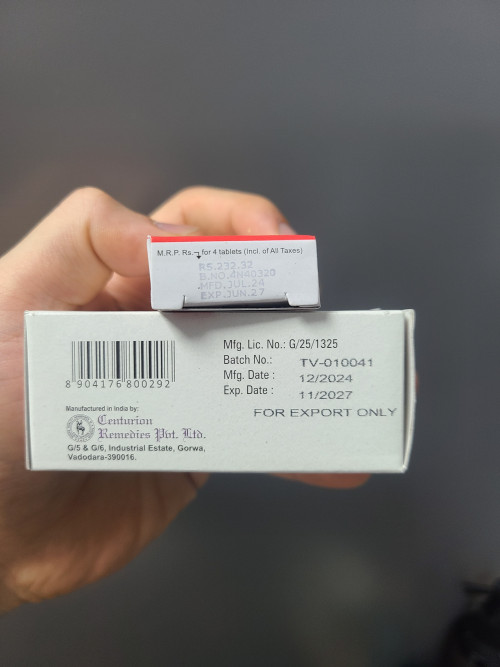 M.R.P. Rs. for 4 tablets (Incl. of All Taxes)
RS.232.32
B.NO.4N40320
MFD.JUL.24
EXP.JUN.27
Mfg. Lic. No.: G/25/1325
Batch No.: TV-010041
Mfg. Date : 12/2024
Exp. Date : 11/2027
FOR EXPORT ONLY
8 904176 800292
Manufactured in India by:
Centurion
Remedies Pvt. Ltd.
G/5 & G/6, Industrial Estate, Gorwa,
Vadodara-390016.